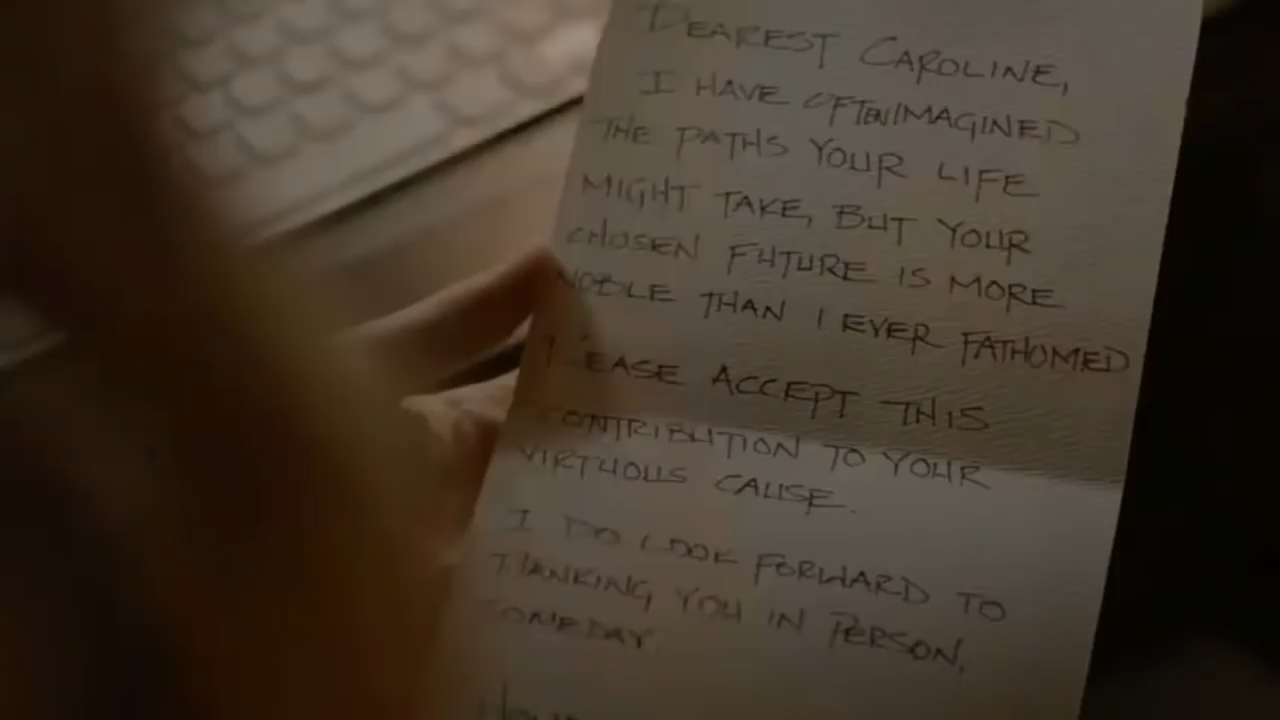 DEAREST CAROLINE,
I HAVE OFTEN IMAGINED
THE PATHS YOUR LIFE
MIGHT TAKE, BUT YOUR
CHOSEN FUTURE IS MORE
NOBLE THAN I EVER FATHOMED
PLEASE ACCEPT THIS
CONTRIBUTION TO YOUR
VIRTUOUS CAUSE.
I DO LOOK FORWARD TO
THANKING YOU IN PERSON,
SOMEDAY.